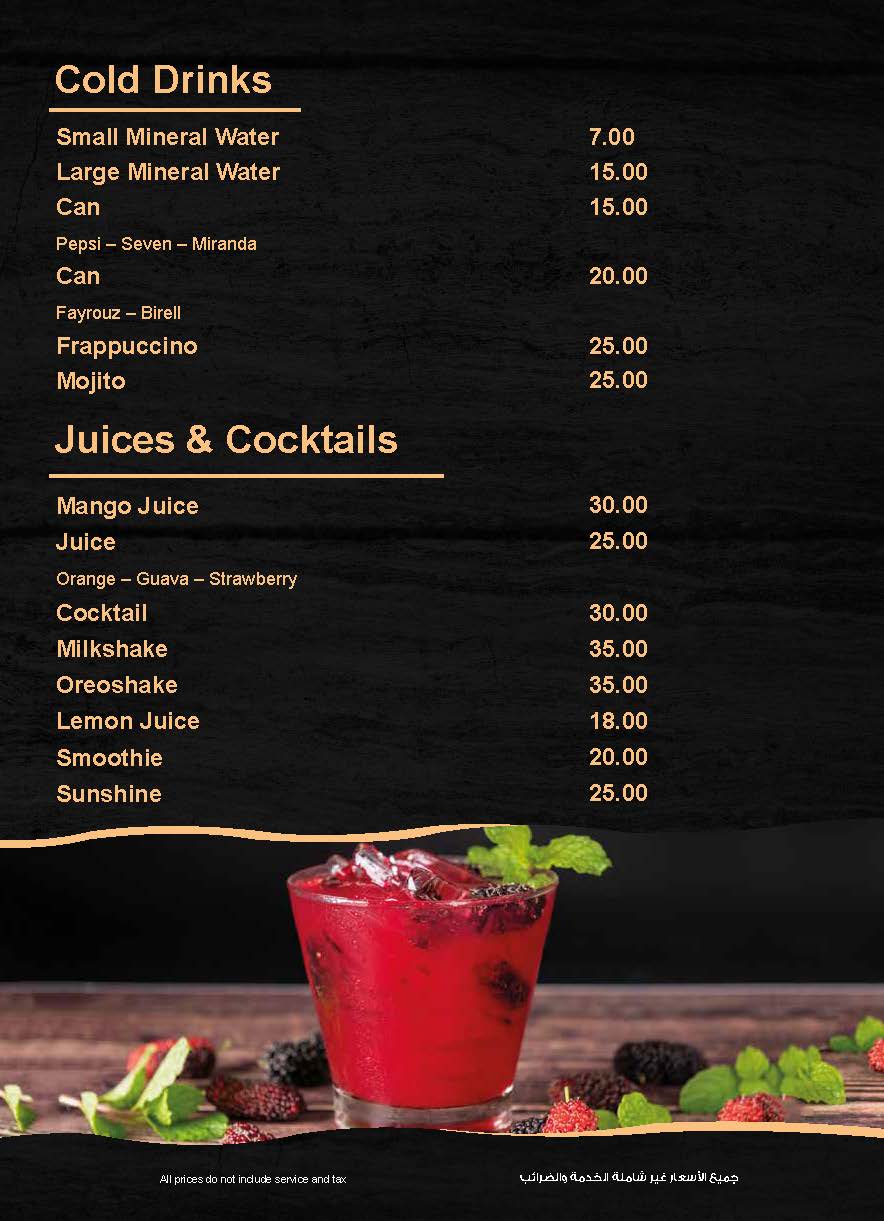 Cold Drinks
Small Mineral Water 7.00
Large Mineral Water 15.00
Can 15.00
Pepsi – Seven – Miranda
Can 20.00
Fayrouz – Birell
Frappuccino 25.00
Mojito 25.00
Juices & Cocktails
Mango Juice 30.00
Juice 25.00
Orange – Guava – Strawberry
Cocktail 30.00
Milkshake 35.00
Oreoshake 35.00
Lemon Juice 18.00
Smoothie 20.00
Sunshine 25.00
All prices do not include service and tax
جميع الأسعار غير شاملة الخدمة والضرائب